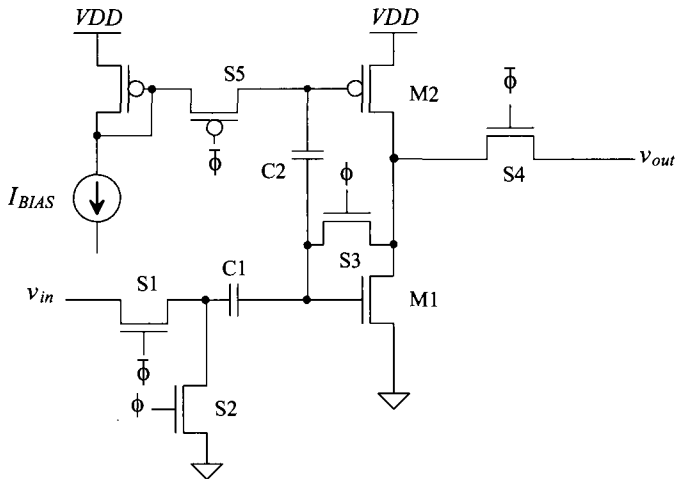 VDD
VDD
S5
M2
ϕ̄
ϕ̄
C2
ϕ
v_out
S4
I_BIAS
S3
C1
S1
v_in
M1
ϕ̄
ϕ
S2